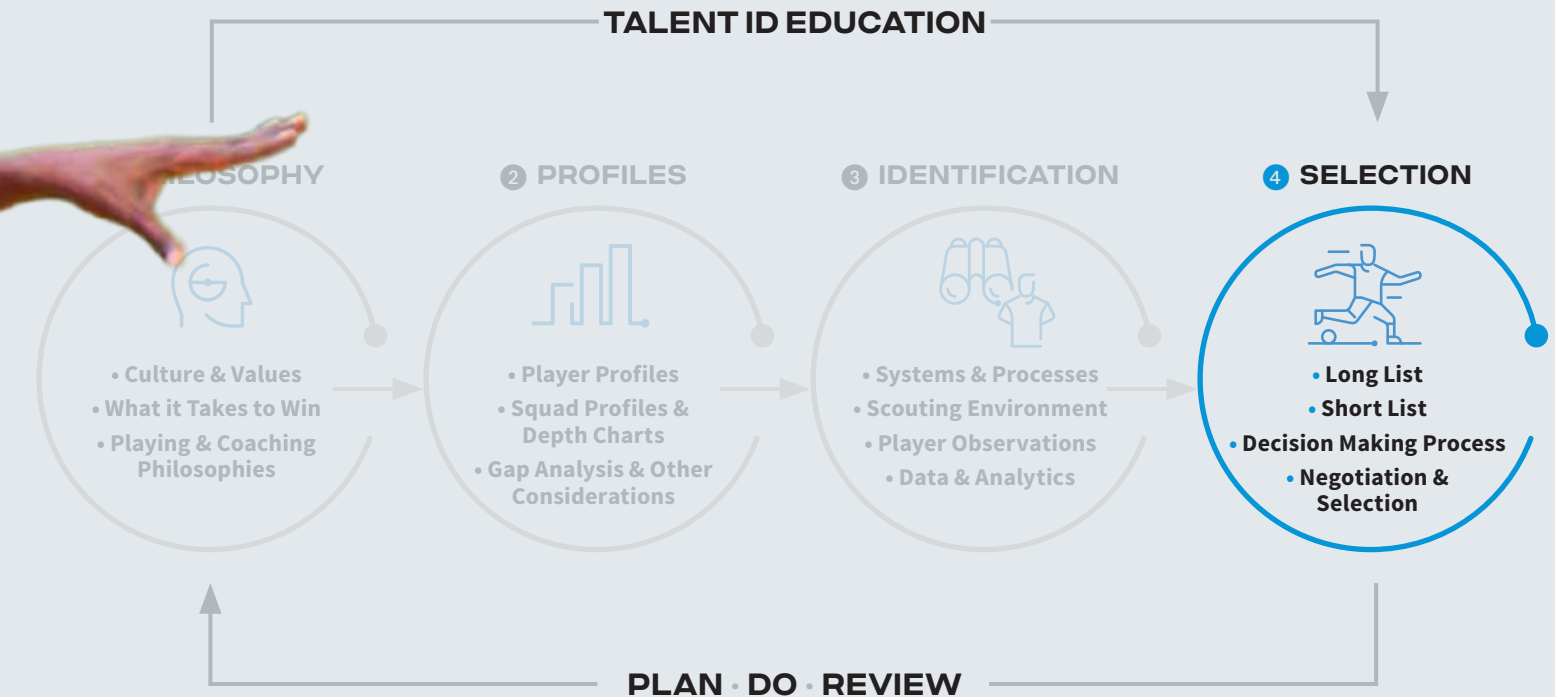 TALENT ID EDUCATION
LOSOPHY
2 PROFILES
3 IDENTIFICATION
4 SELECTION
• Culture & Values
• What it Takes to Win
• Playing & Coaching
Philosophies
• Player Profiles
• Squad Profiles &
Depth Charts
• Gap Analysis & Other
Considerations
• Systems & Processes
• Scouting Environment
• Player Observations
• Data & Analytics
• Long List
• Short List
• Decision Making Process
• Negotiation &
Selection
PLAN • DO • REVIEW